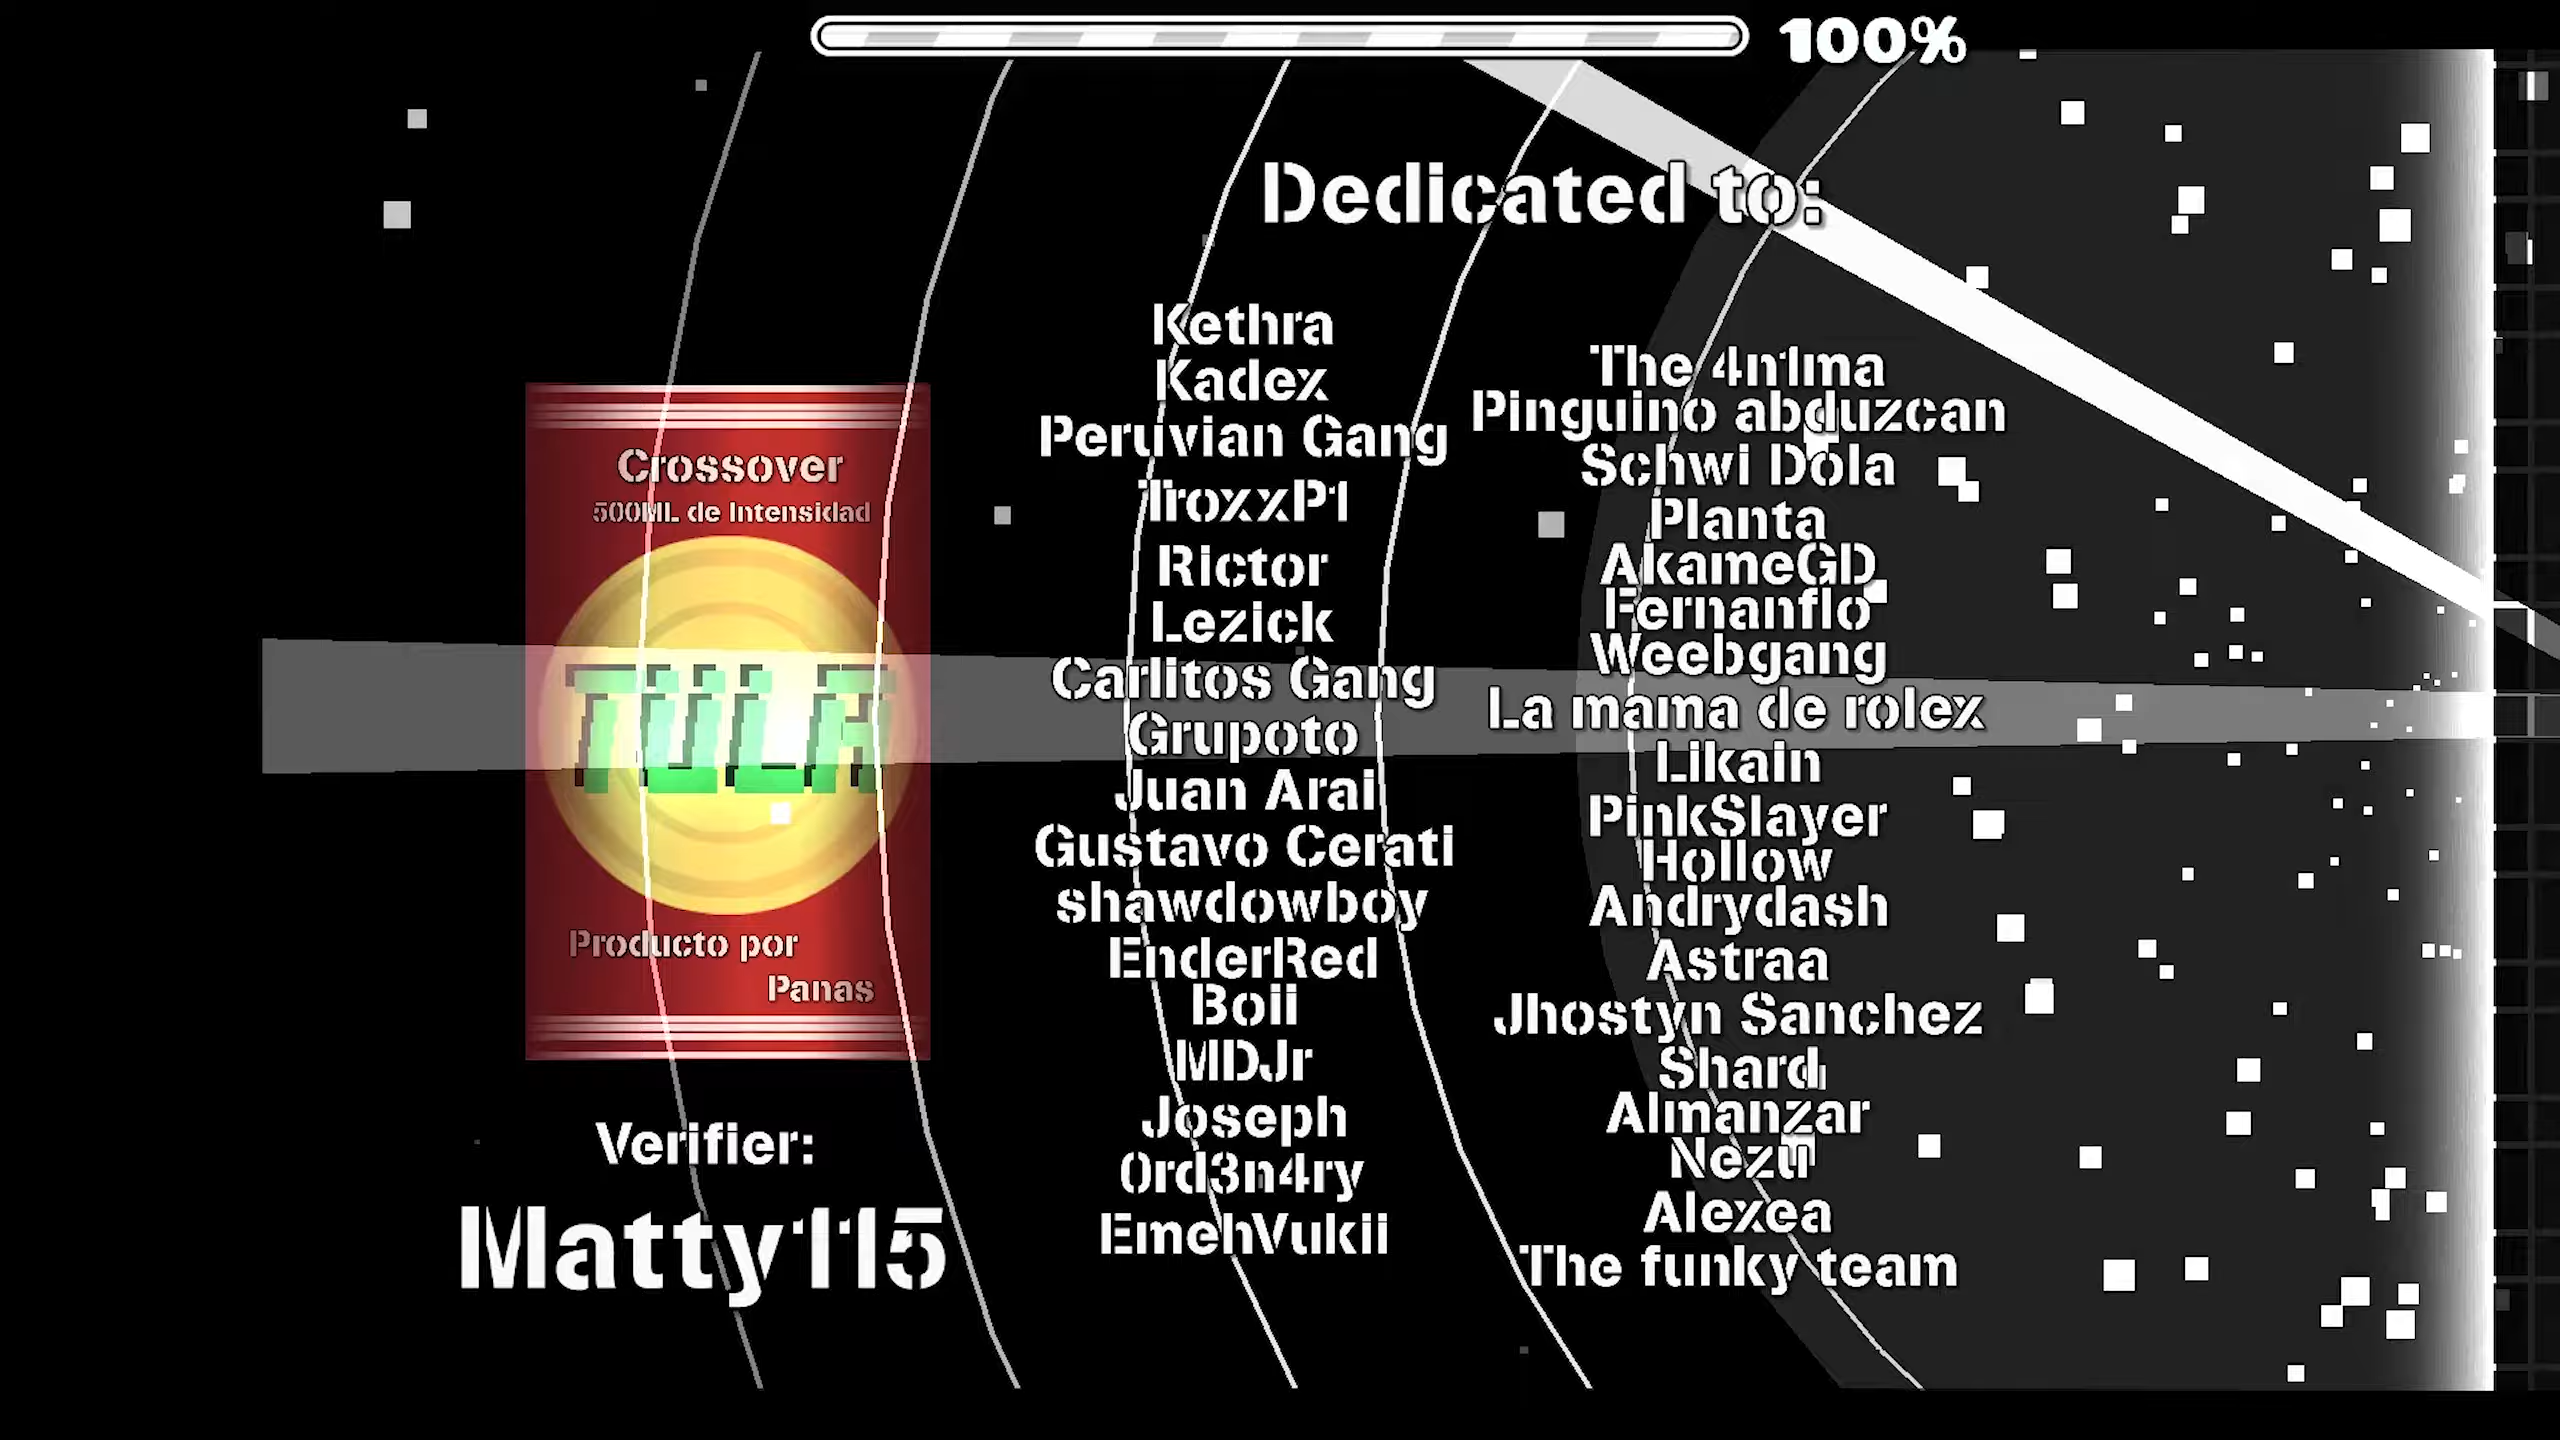 100%
Dedicated to:
Kethra
Kadex
Peruvian Gang
TroxxP1
Rictor
Lezick
Carlitos Gang
Grupoto
Juan Arai
Gustavo Cerati
shawdowboy
EnderRed
Boii
MDJr
Joseph
0rd3n4ry
EmehVukii
The 4n1ma
Pinguino abduzcan
Schwi Dola
Planta
AkameGD
Fernanflo
Weebgang
La mama de rolex
Likain
PinkSlayer
Hollow
Andrydash
Astraa
Jhostyn Sanchez
Shard
Almanzar
Nezu
Alexea
The funky team
Crossover
500ML de Intensidad
TULA
Producto por
Panas
Verifier:
Matty115